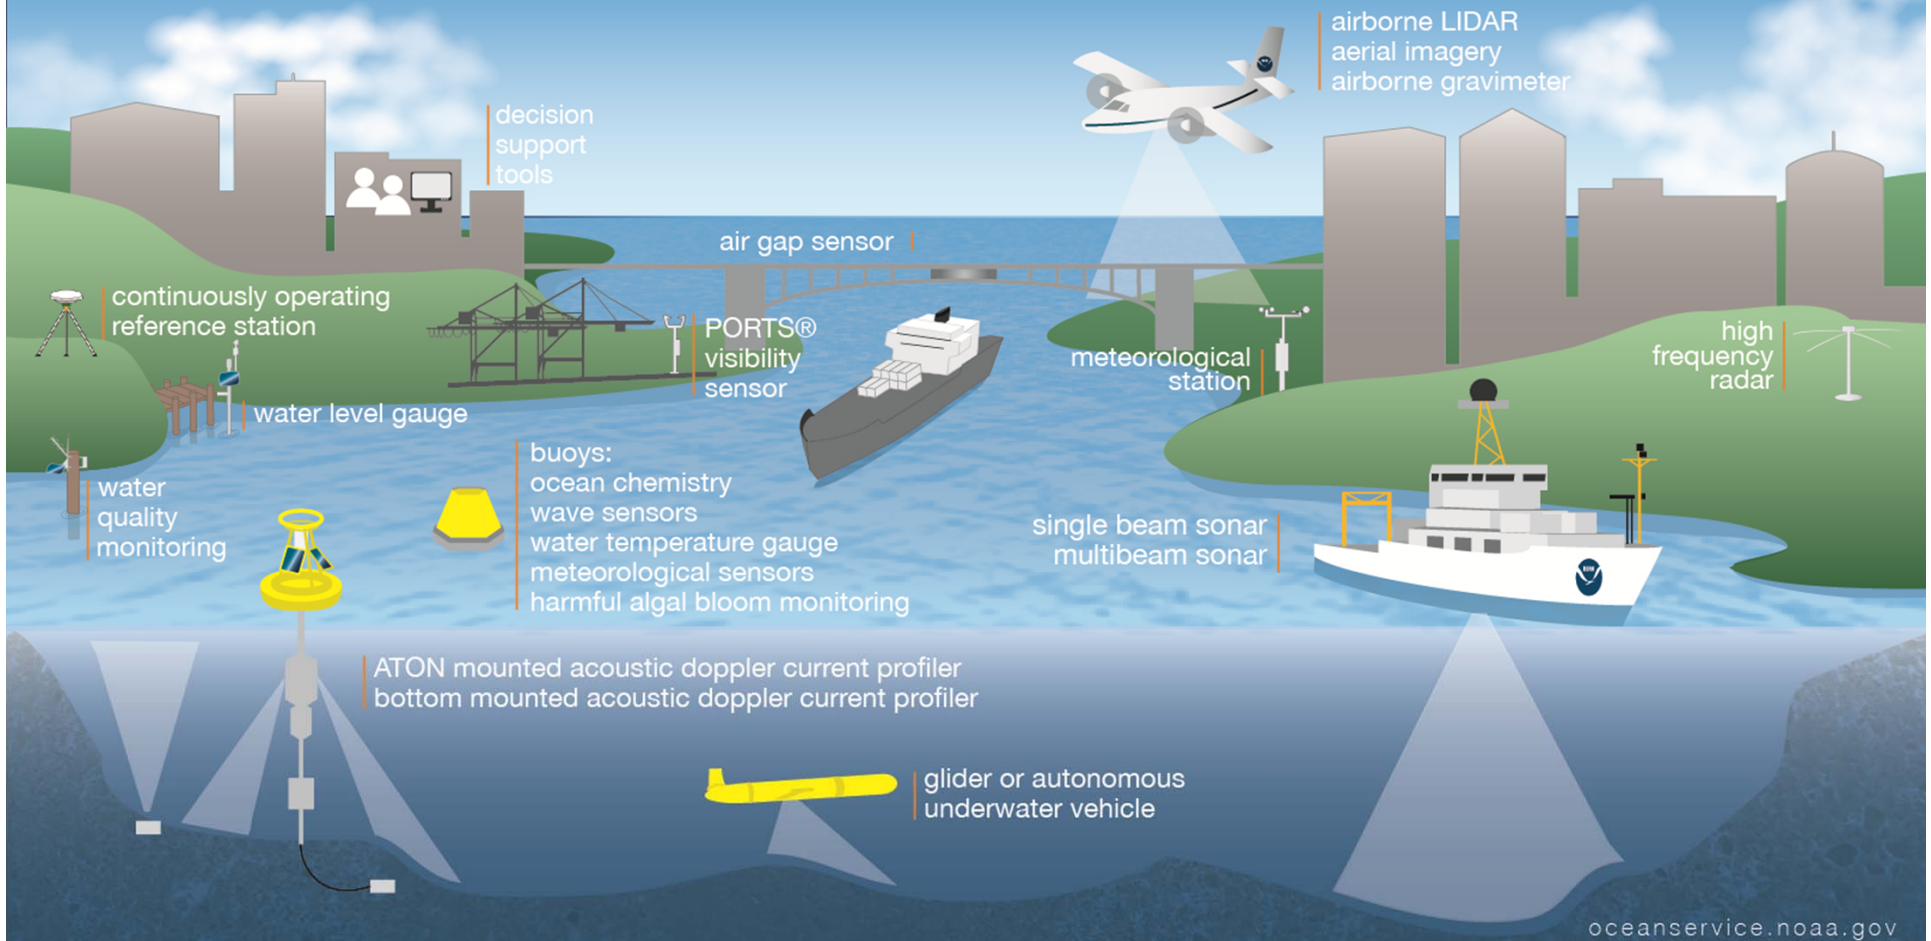 airborne LIDAR
aerial imagery
airborne gravimeter
decision
support
tools
air gap sensor
continuously operating
reference station
PORTS®
visibility
sensor
meteorological
station
high
frequency
radar
water level gauge
buoys:
ocean chemistry
wave sensors
water temperature gauge
meteorological sensors
harmful algal bloom monitoring
water
quality
monitoring
single beam sonar
multibeam sonar
ATON mounted acoustic doppler current profiler
bottom mounted acoustic doppler current profiler
glider or autonomous
underwater vehicle
oceanservice.noaa.gov